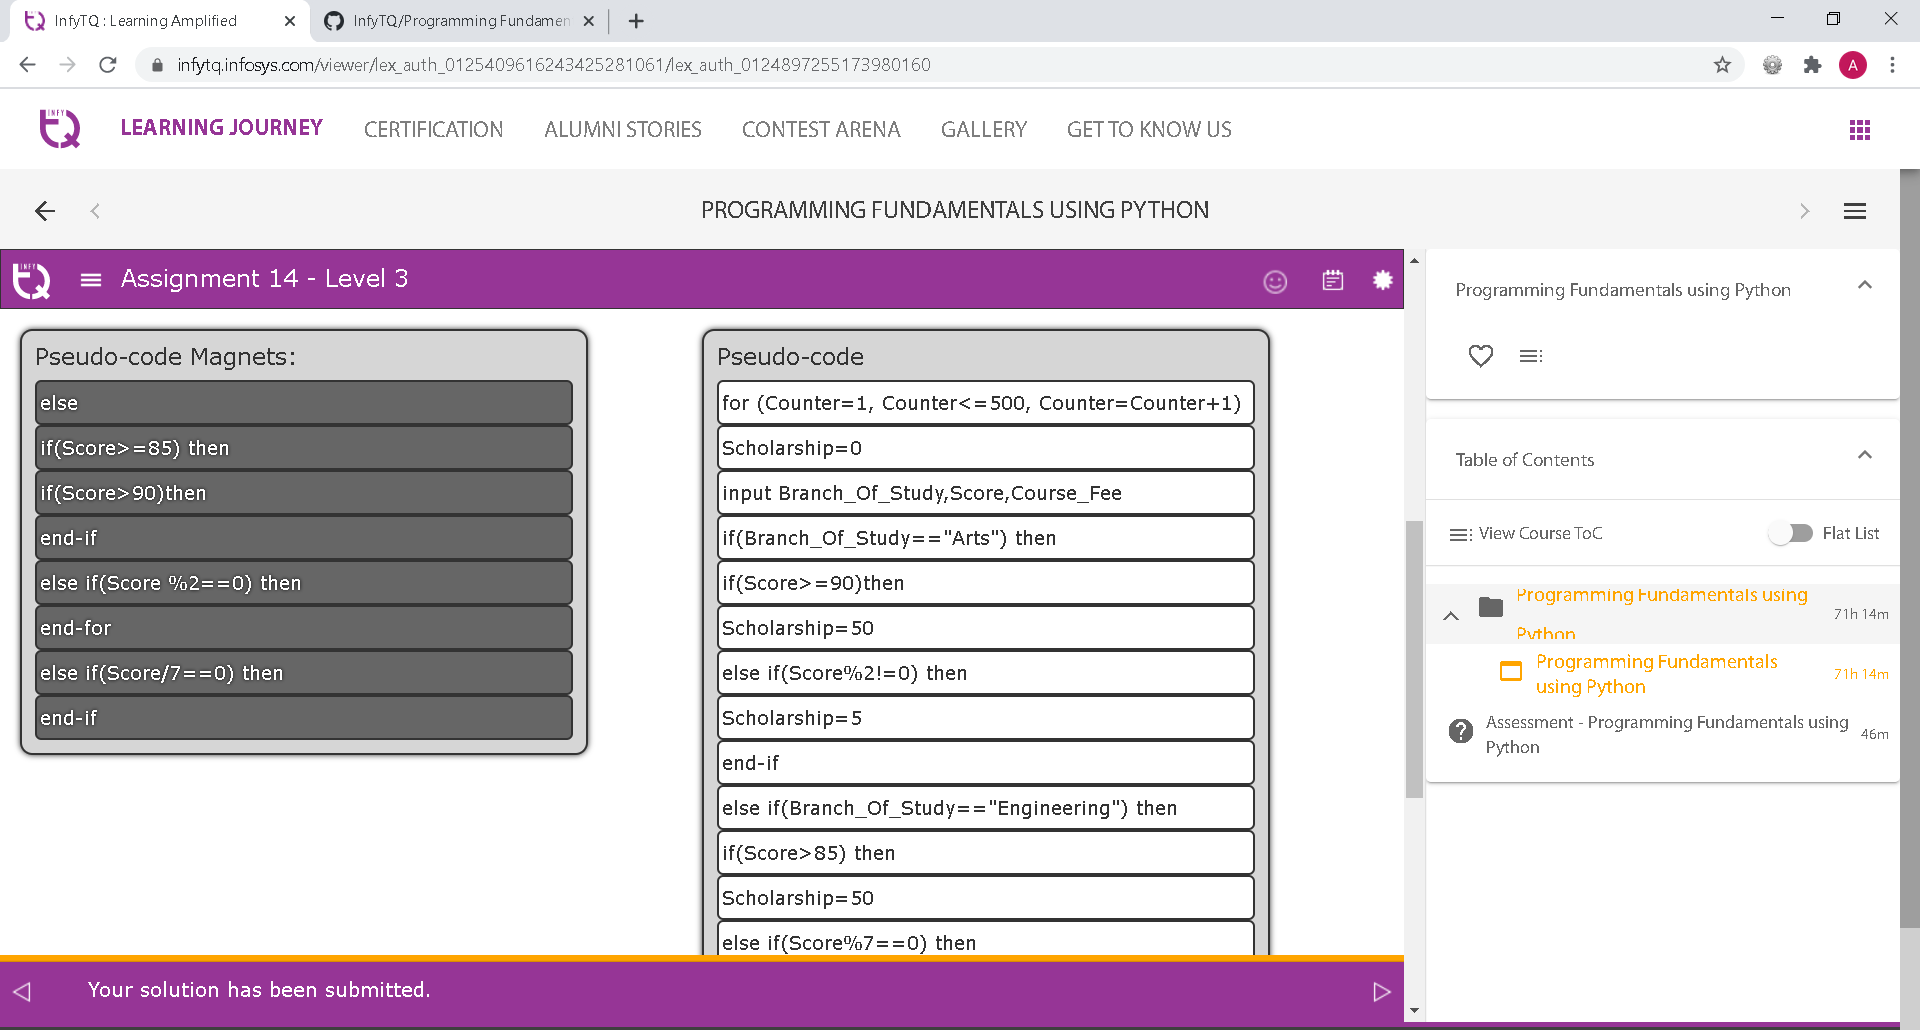 InfyTQ : Learning Amplified
InfyTQ/Programming Fundamen
infytq.infosys.com/viewer/lex_auth_0125409616243425281061/lex_auth_0124897255173980160
A
INFY
TQ
LEARNING JOURNEY
CERTIFICATION
ALUMNI STORIES
CONTEST ARENA
GALLERY
GET TO KNOW US
PROGRAMMING FUNDAMENTALS USING PYTHON
INFY
TQ
Assignment 14 - Level 3
Pseudo-code Magnets:
else
if(Score>=85) then
if(Score>90)then
end-if
else if(Score %2==0) then
end-for
else if(Score/7==0) then
end-if
Pseudo-code
for (Counter=1, Counter<=500, Counter=Counter+1)
Scholarship=0
input Branch_Of_Study,Score,Course_Fee
if(Branch_Of_Study=="Arts") then
if(Score>=90)then
Scholarship=50
else if(Score%2!=0) then
Scholarship=5
end-if
else if(Branch_Of_Study=="Engineering") then
if(Score>85) then
Scholarship=50
else if(Score%7==0) then
Your solution has been submitted.
Programming Fundamentals using Python
Table of Contents
View Course ToC
Flat List
Programming Fundamentals using
Python
71h 14m
Programming Fundamentals
using Python
71h 14m
Assessment - Programming Fundamentals using
Python
46m